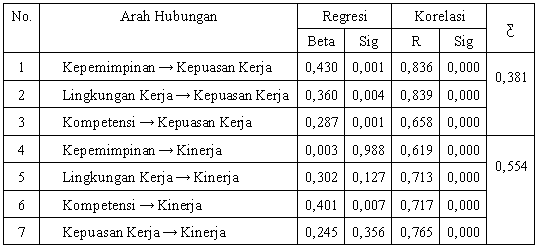 No. Arah Hubungan Regresi Korelasi
Beta Sig R Sig
1 Kepemimpinan → Kepuasan Kerja 0,430 0,001 0,836 0,000 0,381
2 Lingkungan Kerja → Kepuasan Kerja 0,360 0,004 0,839 0,000
3 Kompetensi → Kepuasan Kerja 0,287 0,001 0,658 0,000
4 Kepemimpinan → Kinerja 0,003 0,988 0,619 0,000 0,554
5 Lingkungan Kerja → Kinerja 0,302 0,127 0,713 0,000
6 Kompetensi → Kinerja 0,401 0,007 0,717 0,000
7 Kepuasan Kerja → Kinerja 0,245 0,356 0,765 0,000